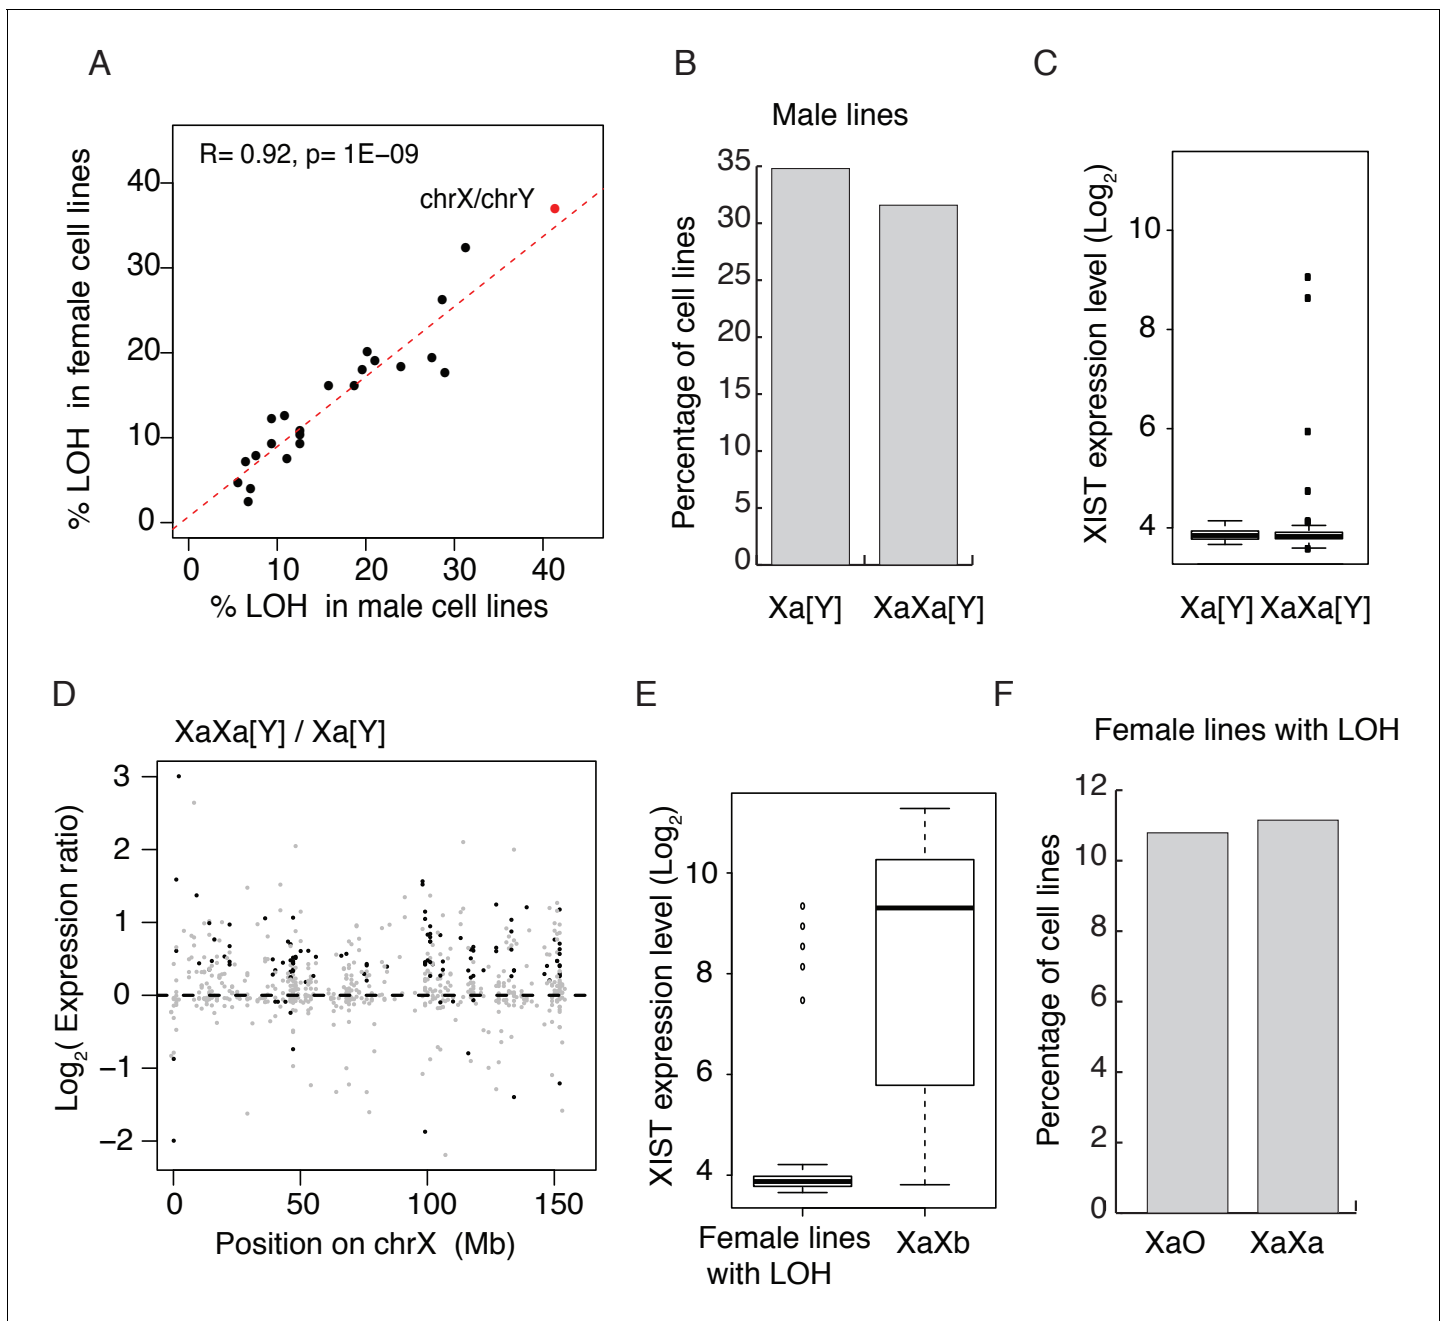 A
R= 0.92, p= 1E−09
chrX/chrY
% LOH in female cell lines
40
30
20
10
0
0 10 20 30 40
% LOH in male cell lines
B
Male lines
Percentage of cell lines
35
30
25
20
15
10
5
0
Xa[Y] XaXa[Y]
C
XIST expression level (Log2)
10
8
6
4
Xa[Y] XaXa[Y]
D
XaXa[Y] / Xa[Y]
Log2( Expression ratio)
3
2
1
0
−1
−2
0 50 100 150
Position on chrX (Mb)
E
XIST expression level (Log2)
10
8
6
4
Female lines
with LOH
XaXb
F
Female lines with LOH
Percentage of cell lines
12
10
8
6
4
2
0
XaO XaXa